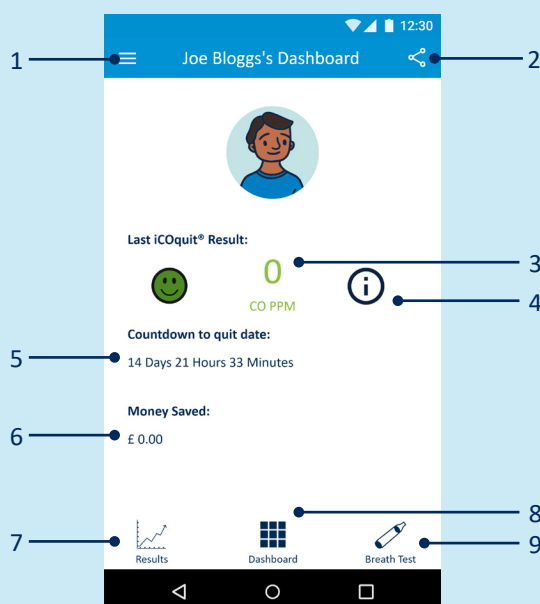 12:30
1
Joe Bloggs's Dashboard
2
Last iCOquit® Result:
0
3
CO PPM
4
Countdown to quit date:
5
14 Days 21 Hours 33 Minutes
Money Saved:
6
£ 0.00
8
7
9
Results Dashboard Breath Test